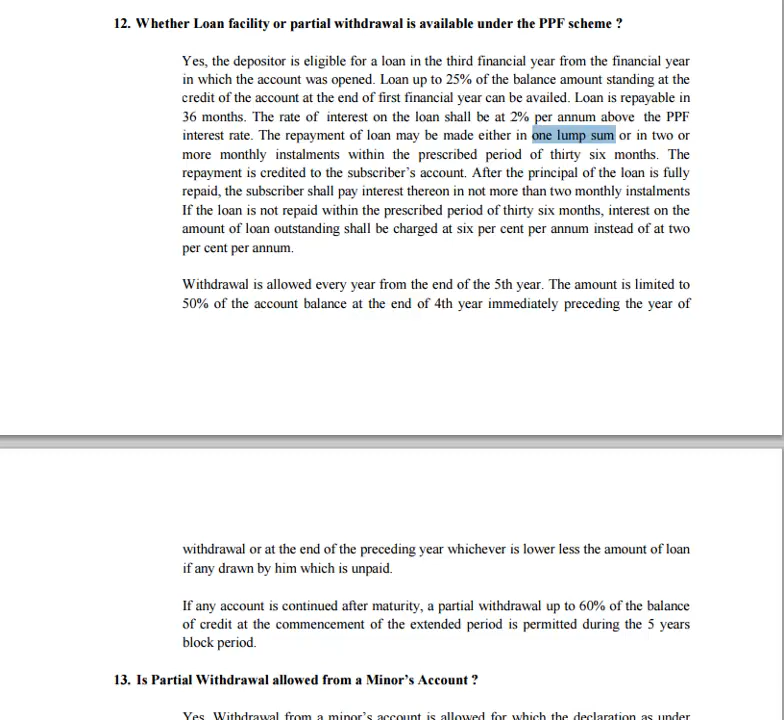 12. Whether Loan facility or partial withdrawal is available under the PPF scheme ?
Yes, the depositor is eligible for a loan in the third financial year from the financial year
in which the account was opened. Loan up to 25% of the balance amount standing at the
credit of the account at the end of first financial year can be availed. Loan is repayable in
36 months. The rate of interest on the loan shall be at 2% per annum above the PPF
interest rate. The repayment of loan may be made either in one lump sum or in two or
more monthly instalments within the prescribed period of thirty six months. The
repayment is credited to the subscriber's account. After the principal of the loan is fully
repaid, the subscriber shall pay interest thereon in not more than two monthly instalments
If the loan is not repaid within the prescribed period of thirty six months, interest on the
amount of loan outstanding shall be charged at six per cent per annum instead of at two
per cent per annum.
Withdrawal is allowed every year from the end of the 5th year. The amount is limited to
50% of the account balance at the end of 4th year immediately preceding the year of
withdrawal or at the end of the preceding year whichever is lower less the amount of loan
if any drawn by him which is unpaid.
If any account is continued after maturity, a partial withdrawal up to 60% of the balance
of credit at the commencement of the extended period is permitted during the 5 years
block period.
13. Is Partial Withdrawal allowed from a Minor's Account ?
Yes, Withdrawal from a minor's account is allowed for which the declaration as under